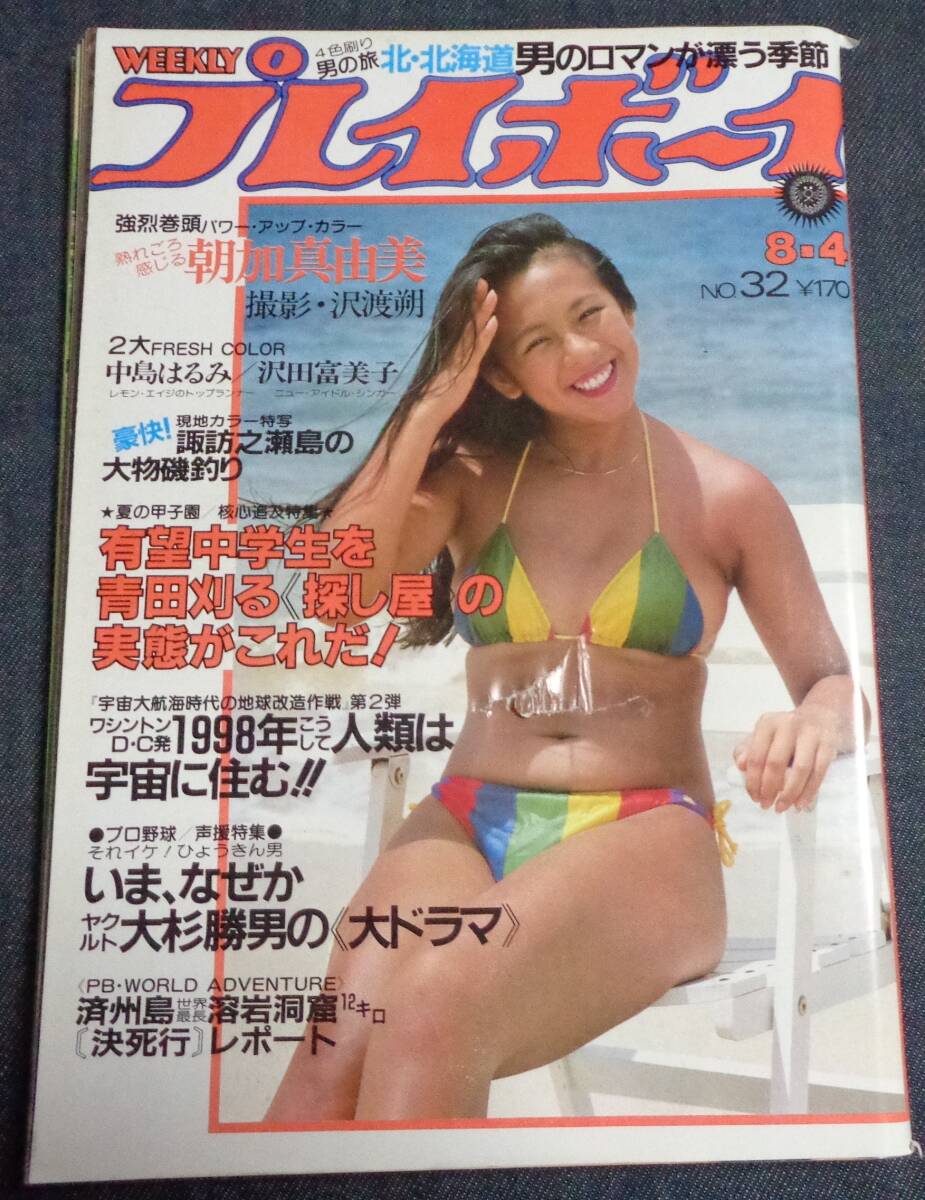 WEEKLY
4色刷り
男の旅
北・北海道
男のロマンが漂う季節
プレイボーイ
8・4
NO.32 ¥170
強烈巻頭パワー・アップ・カラー
熟れごろ
感じる
朝加真由美
撮影・沢渡朔
2大FRESH COLOR
中島はるみ/沢田富美子
レモン・エイジのトップランナー ニュー・アイドル・シンガー
豪快!
現地カラー特写
諏訪之瀬島の
大物磯釣り
★夏の甲子園/核心追及特集★
有望中学生を
青田刈る《探し屋》の
実態がこれだ!
『宇宙大航海時代の地球改造作戦』第2弾
ワシントンD・C発1998年こうして人類は
宇宙に住む!!
●プロ野球/声援特集●
それイケ!ひょうきん男
いま、なぜか
ヤクルト大杉勝男の《大ドラマ》
〈PB・WORLD ADVENTURE〉
済州島世界最長溶岩洞窟12キロ
〔決死行〕レポート